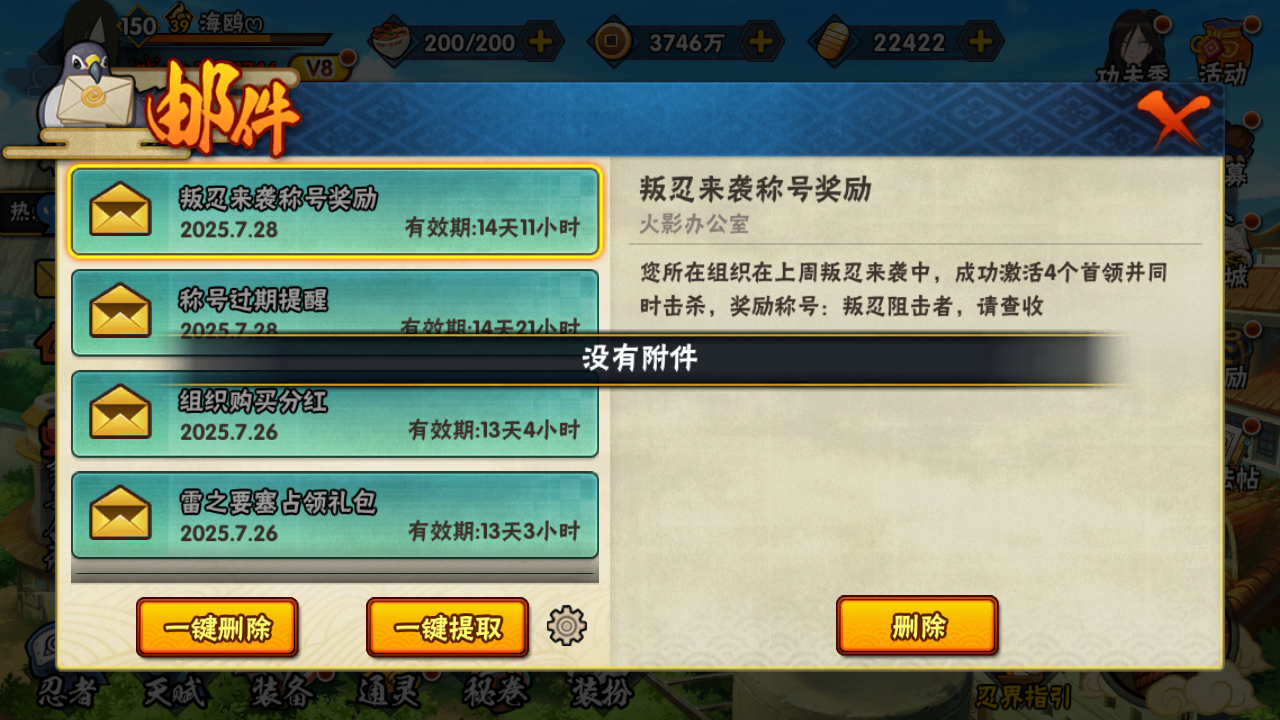 150
39
海鸥
200/200
3746万
22422
V8
功夫季
活动
邮件
叛忍来袭称号奖励
2025.7.28
有效期:14天11小时
称号过期提醒
2025.7.28
有效期:14天21小时
组织购买分红
2025.7.26
有效期:13天4小时
雷之要塞占领礼包
2025.7.26
有效期:13天3小时
叛忍来袭称号奖励
火影办公室
您所在组织在上周叛忍来袭中，成功激活4个首领并同
时击杀，奖励称号：叛忍阻击者，请查收
没有附件
热
城
励
帖
一键删除
一键提取
删除
忍者
天赋
装备
通灵
秘卷
装扮
忍界指引